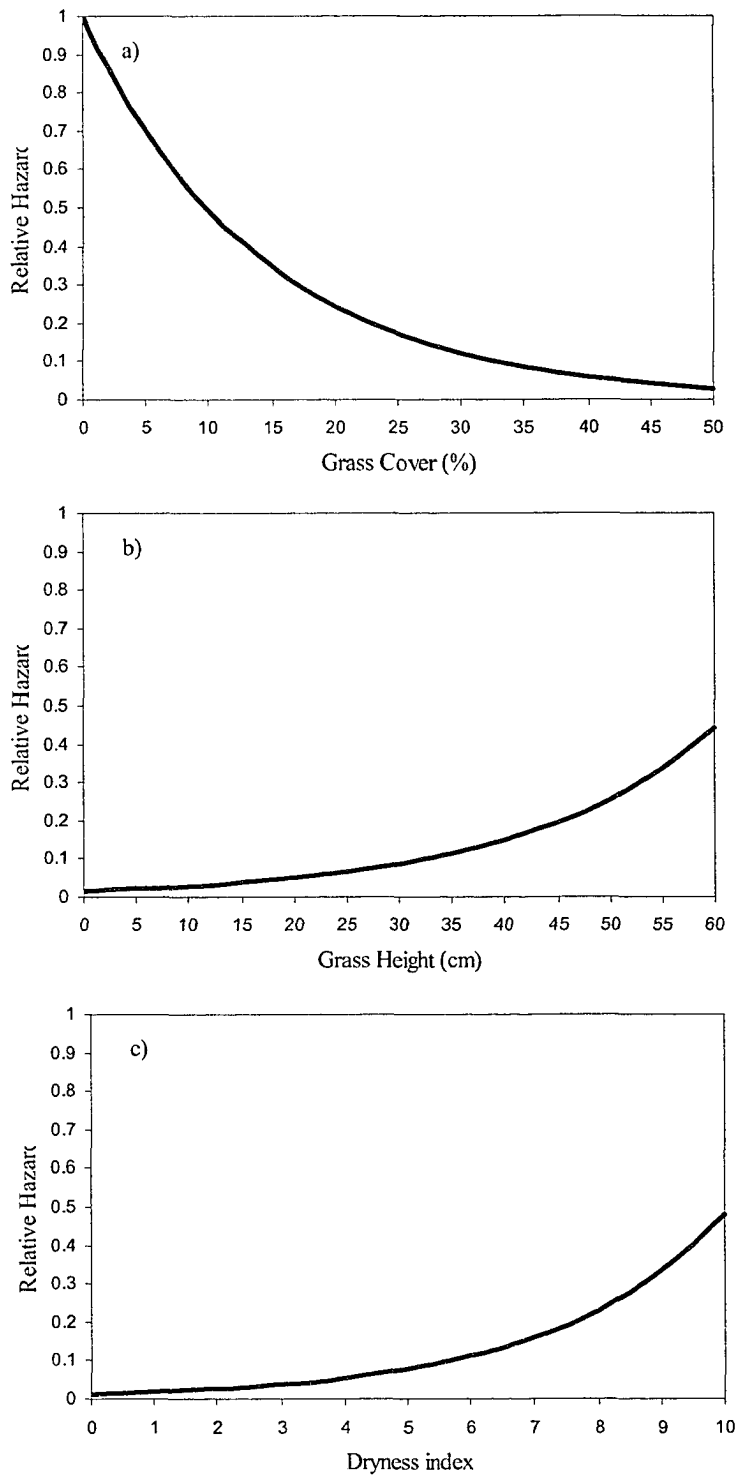 1
a)
0.9
0.8
0.7
0.6
0.5
0.4
0.3
0.2
0.1
0
Relative Hazarc
0 5 10 15 20 25 30 35 40 45 50
Grass Cover (%)
1
b)
0.9
0.8
0.7
0.6
0.5
0.4
0.3
0.2
0.1
0
Relative Hazarc
0 5 10 15 20 25 30 35 40 45 50 55 60
Grass Height (cm)
1
c)
0.9
0.8
0.7
0.6
0.5
0.4
0.3
0.2
0.1
0
Relative Hazarc
0 1 2 3 4 5 6 7 8 9 10
Dryness index